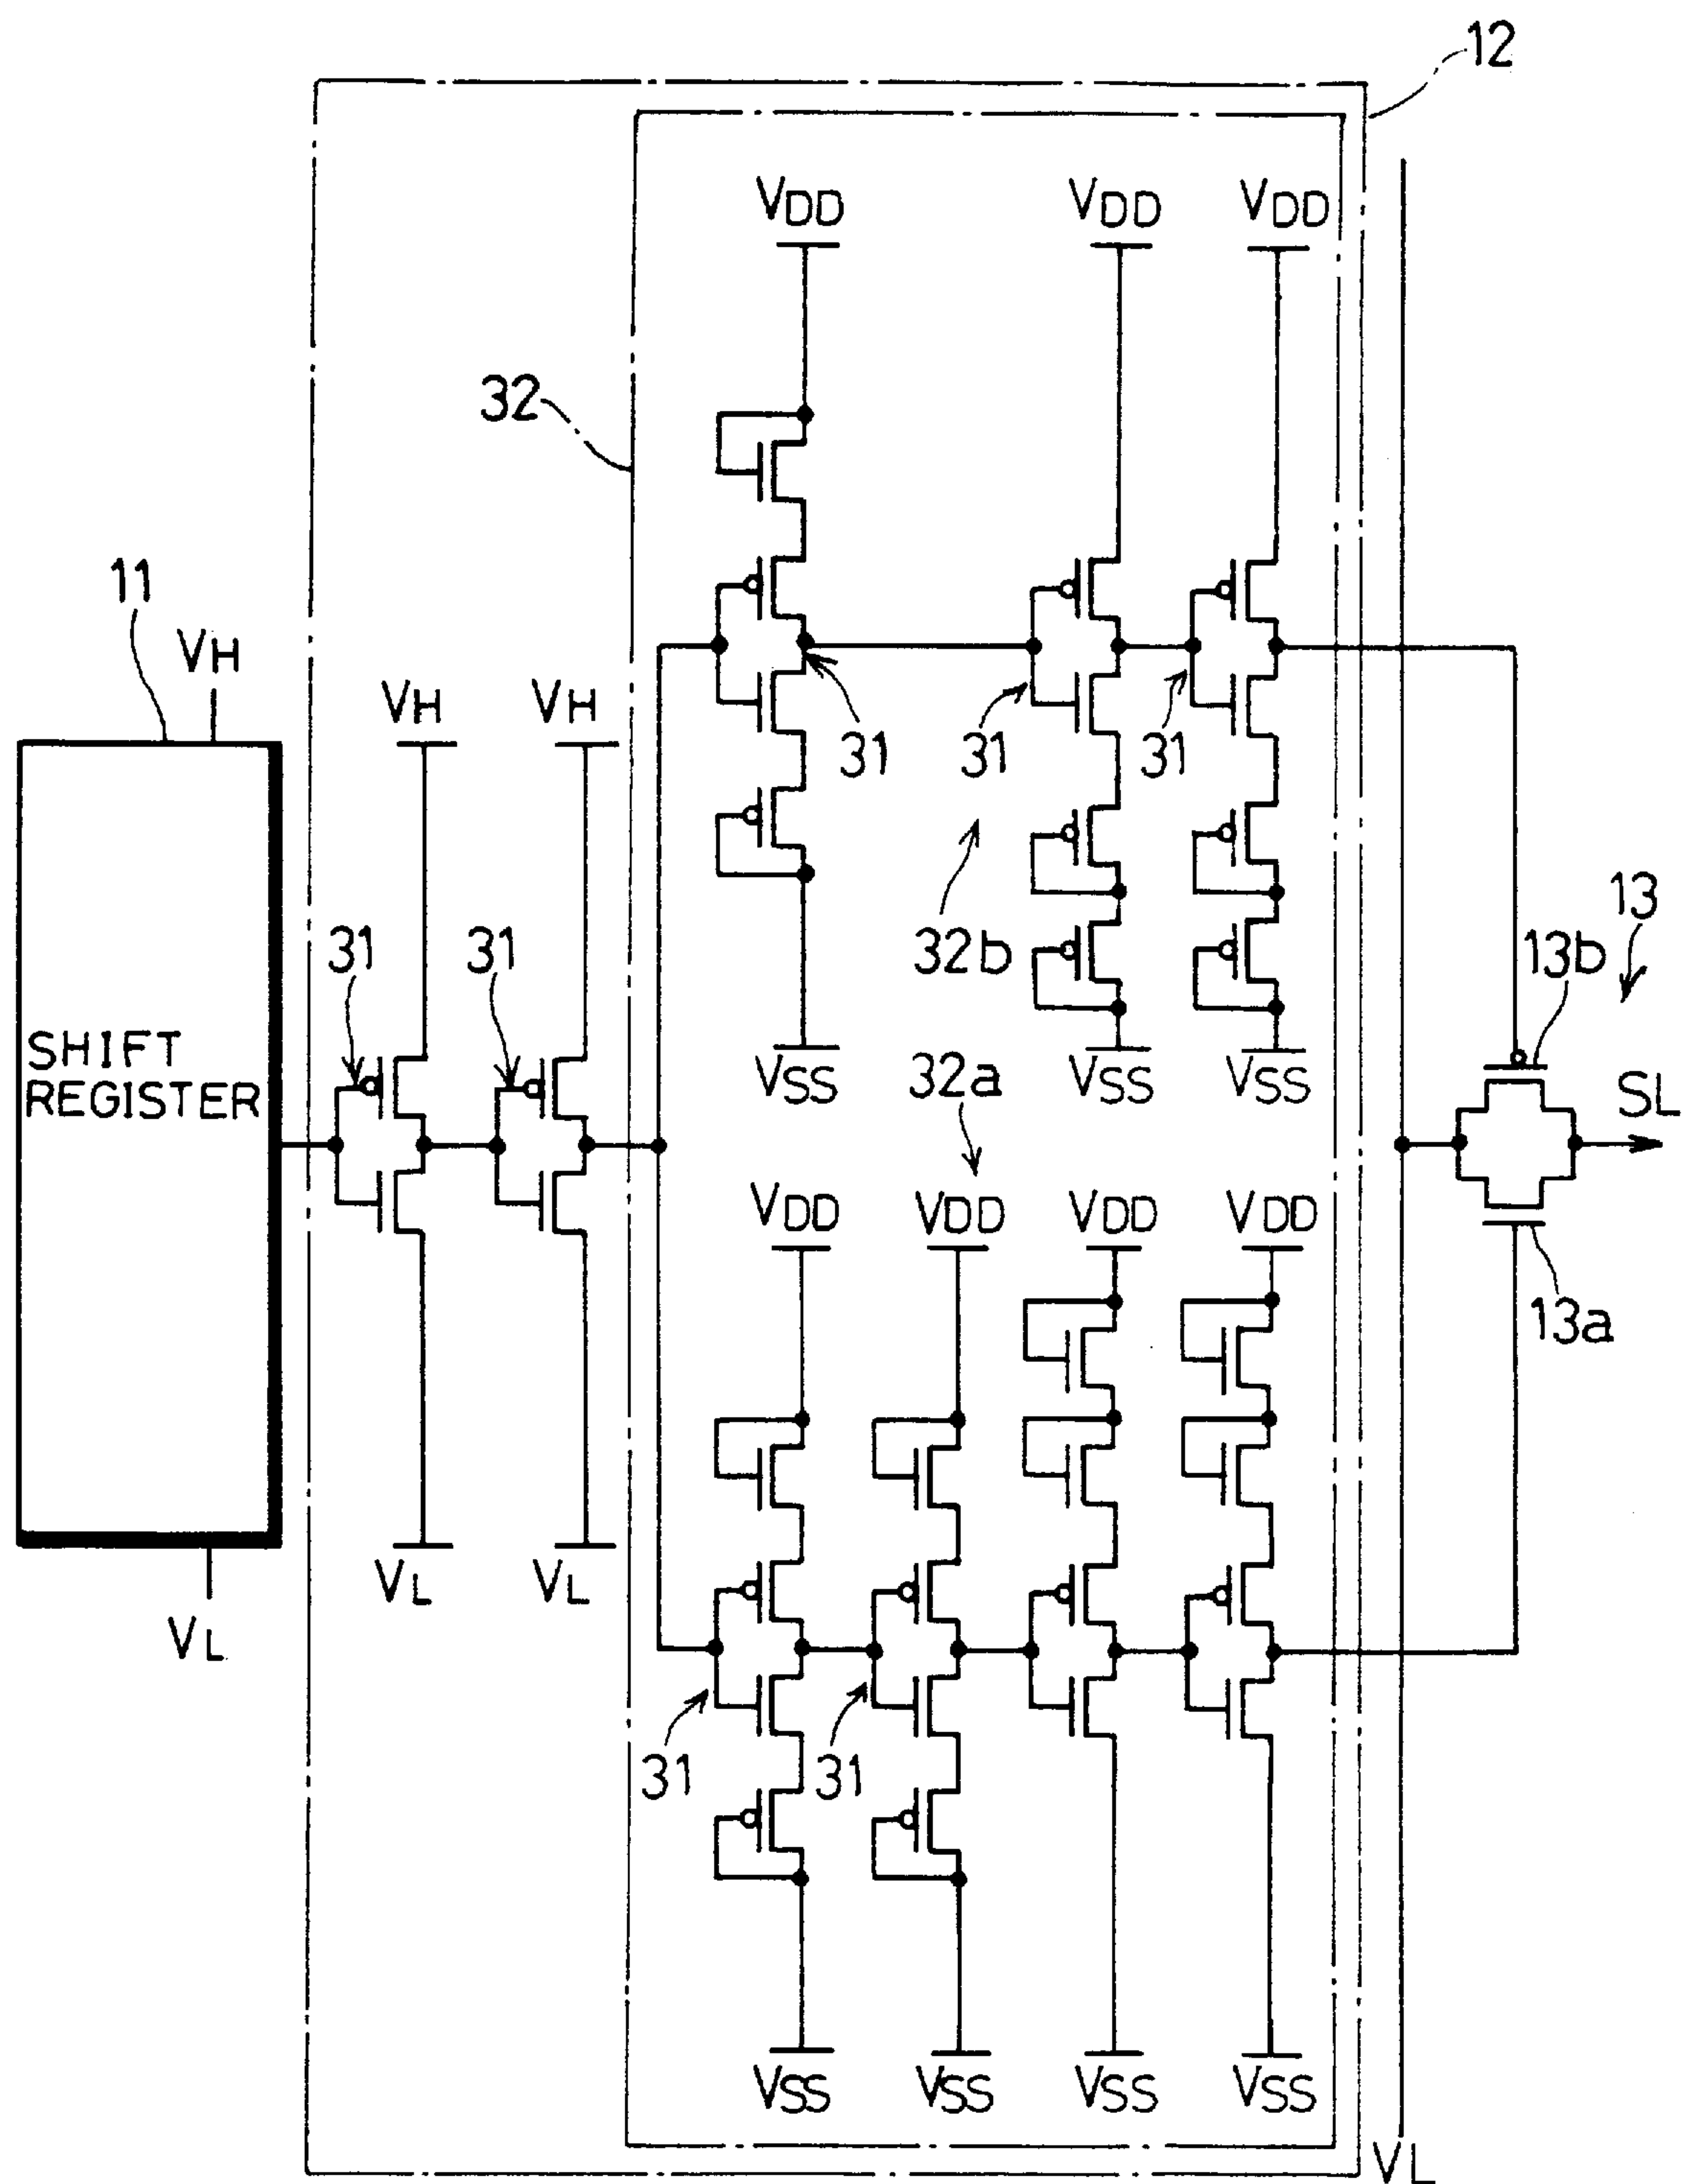 12
VDD
VDD
VDD
32
11
VH
VH
VH
31
31
31
13
31
31
32b
13b
SHIFT
REGISTER
VSS
VSS
VSS
32a
SL
VDD
VDD
VDD
VDD
13a
VL
VL
VL
31
31
VSS
VSS
VSS
VSS
VL